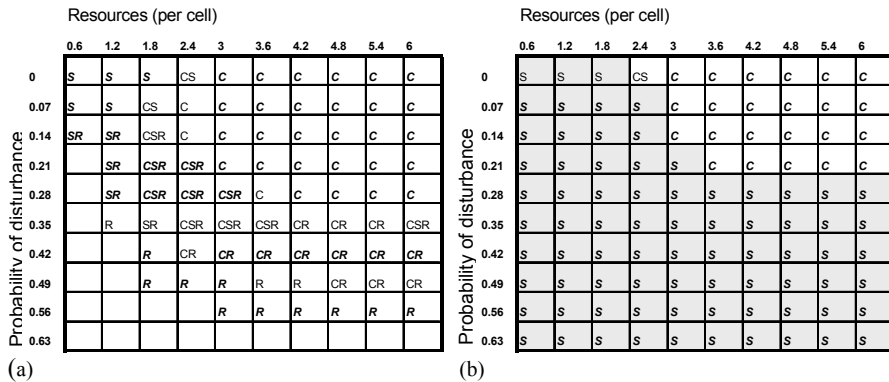 Resources (per cell)
0.6 1.2 1.8 2.4 3 3.6 4.2 4.8 5.4 6
0 S S S CS C C C C C C
0.07 S S CS C C C C C C C
0.14 SR SR CSR C C C C C C C
0.21 SR CSR CSR C C C C C C
0.28 SR CSR CSR CSR C C C C C
0.35 R SR CSR CSR CSR CR CR CR CSR
0.42 R CR CR CR CR CR CR CR
0.49 R R R R R CR CR CR
0.56 R R R R R R
0.63
Probability of disturbance
(a)
Resources (per cell)
0.6 1.2 1.8 2.4 3 3.6 4.2 4.8 5.4 6
0 S S S CS C C C C C C
0.07 S S S S C C C C C C
0.14 S S S S C C C C C C
0.21 S S S S S C C C C C
0.28 S S S S S S S S S S
0.35 S S S S S S S S S S
0.42 S S S S S S S S S S
0.49 S S S S S S S S S S
0.56 S S S S S S S S S S
0.63 S S S S S S S S S S
Probability of disturbance
(b)